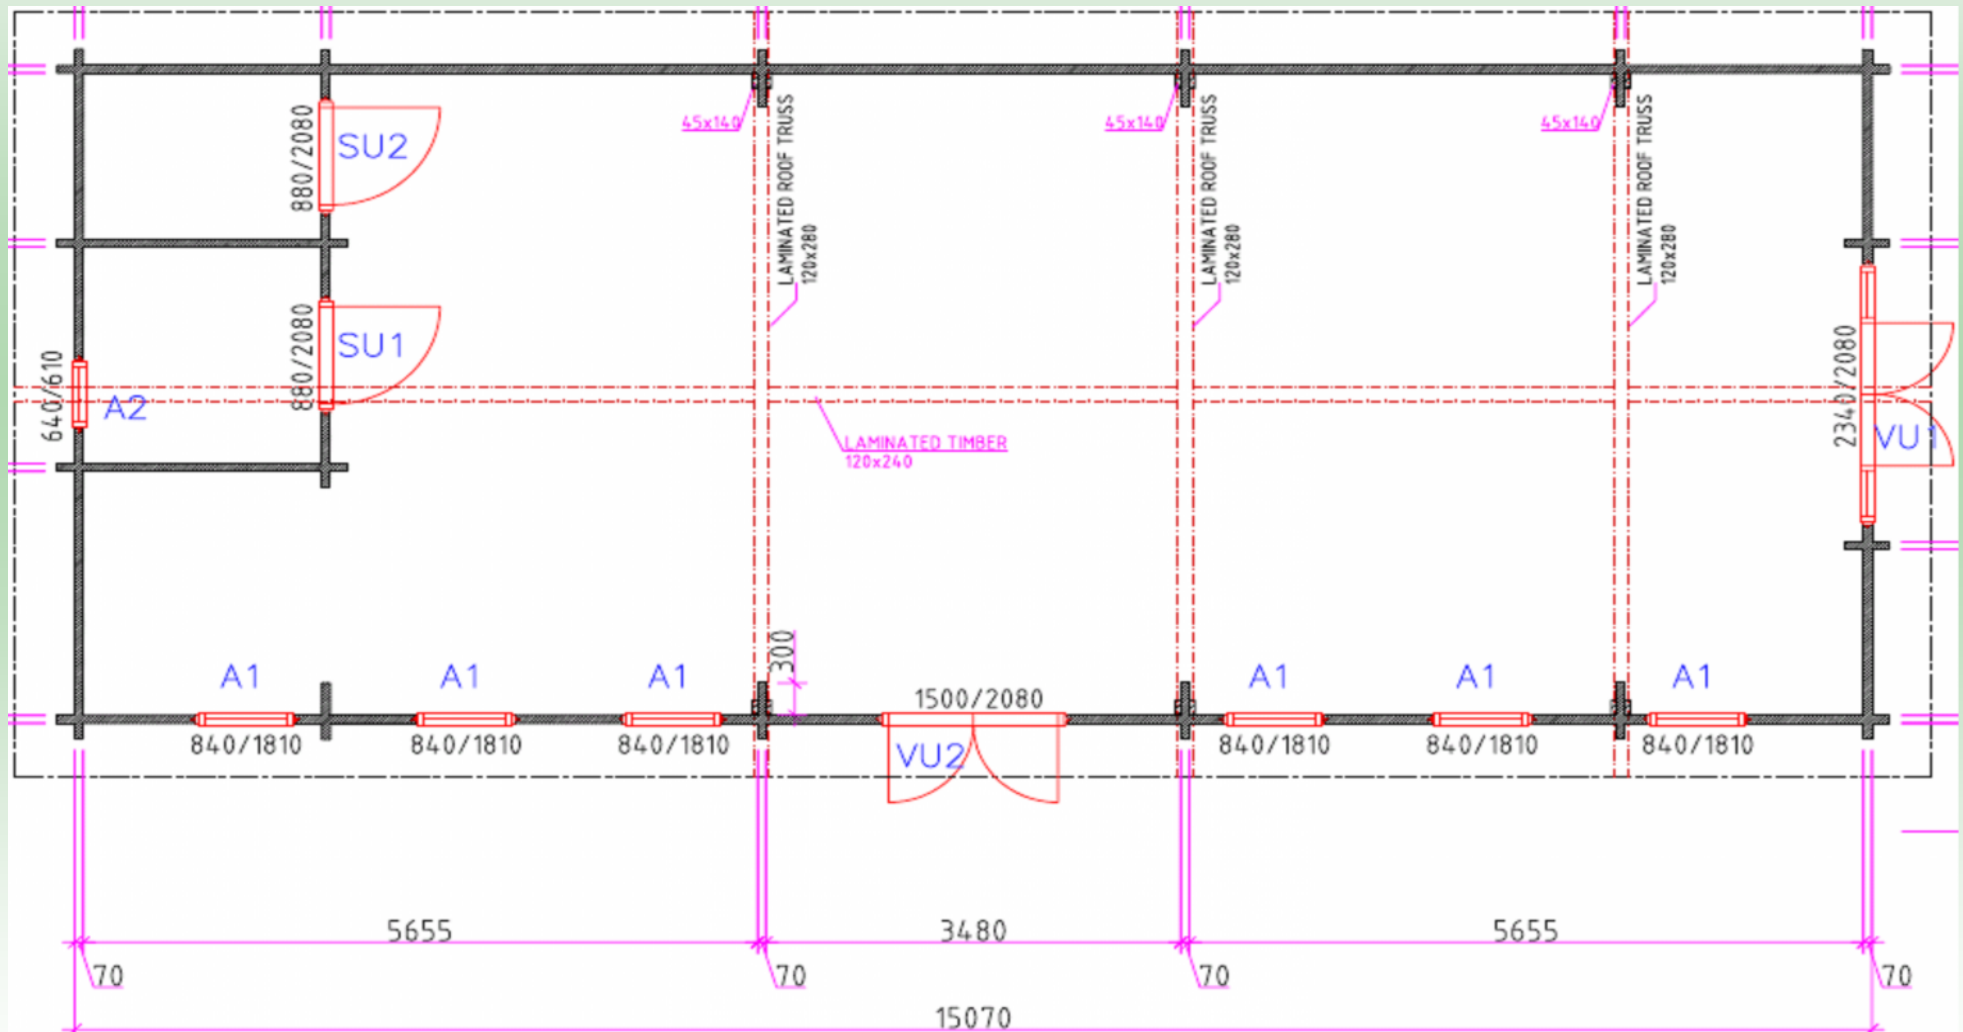 880/2080
SU2
45x140
LAMINATED ROOF TRUSS
120x280
45x140
LAMINATED ROOF TRUSS
120x280
45x140
LAMINATED ROOF TRUSS
120x280
880/2080
SU1
640/610
A2
2340/2080
VU1
LAMINATED TIMBER
120x240
300
A1
A1
A1
1500/2080
A1
A1
A1
840/1810
840/1810
840/1810
VU2
840/1810
840/1810
840/1810
5655
3480
5655
70
70
70
70
15070